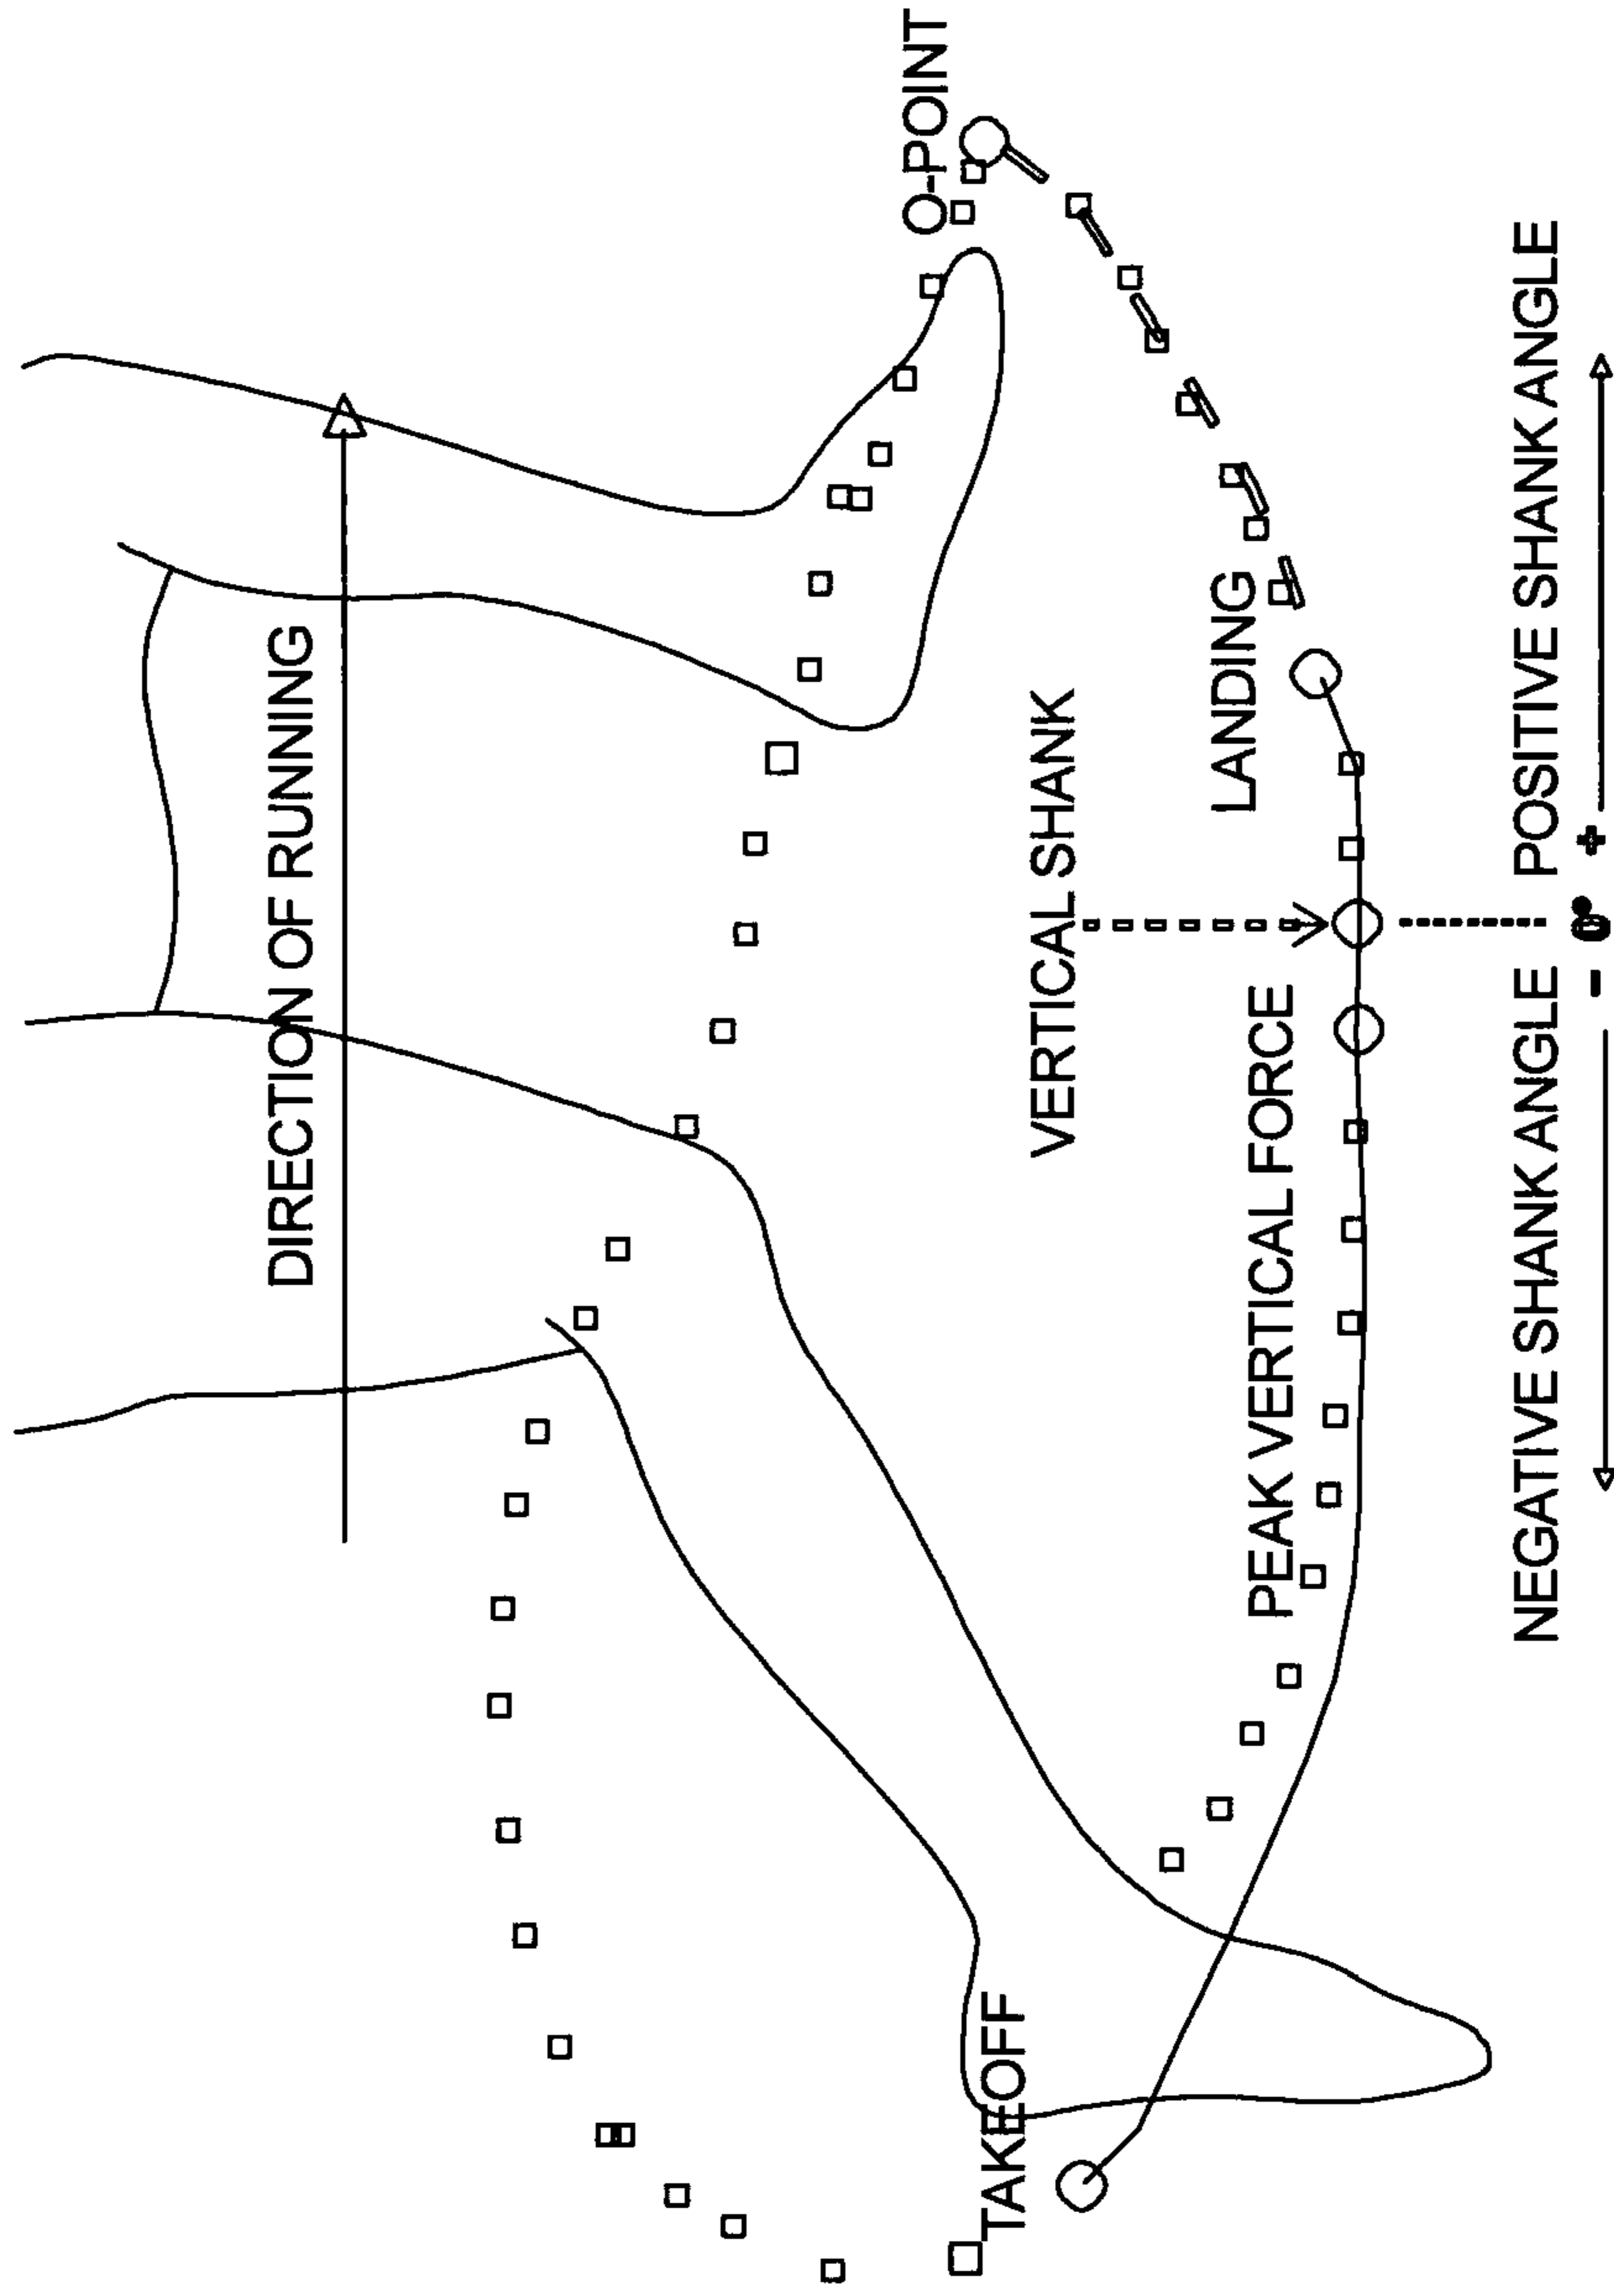 DIRECTION OF RUNNING
O-POINT
VERTICAL SHANK
LANDING
TAKEOFF
PEAK VERTICAL FORCE
NEGATIVE SHANK ANGLE POSITIVE SHANK ANGLE
- 0° +